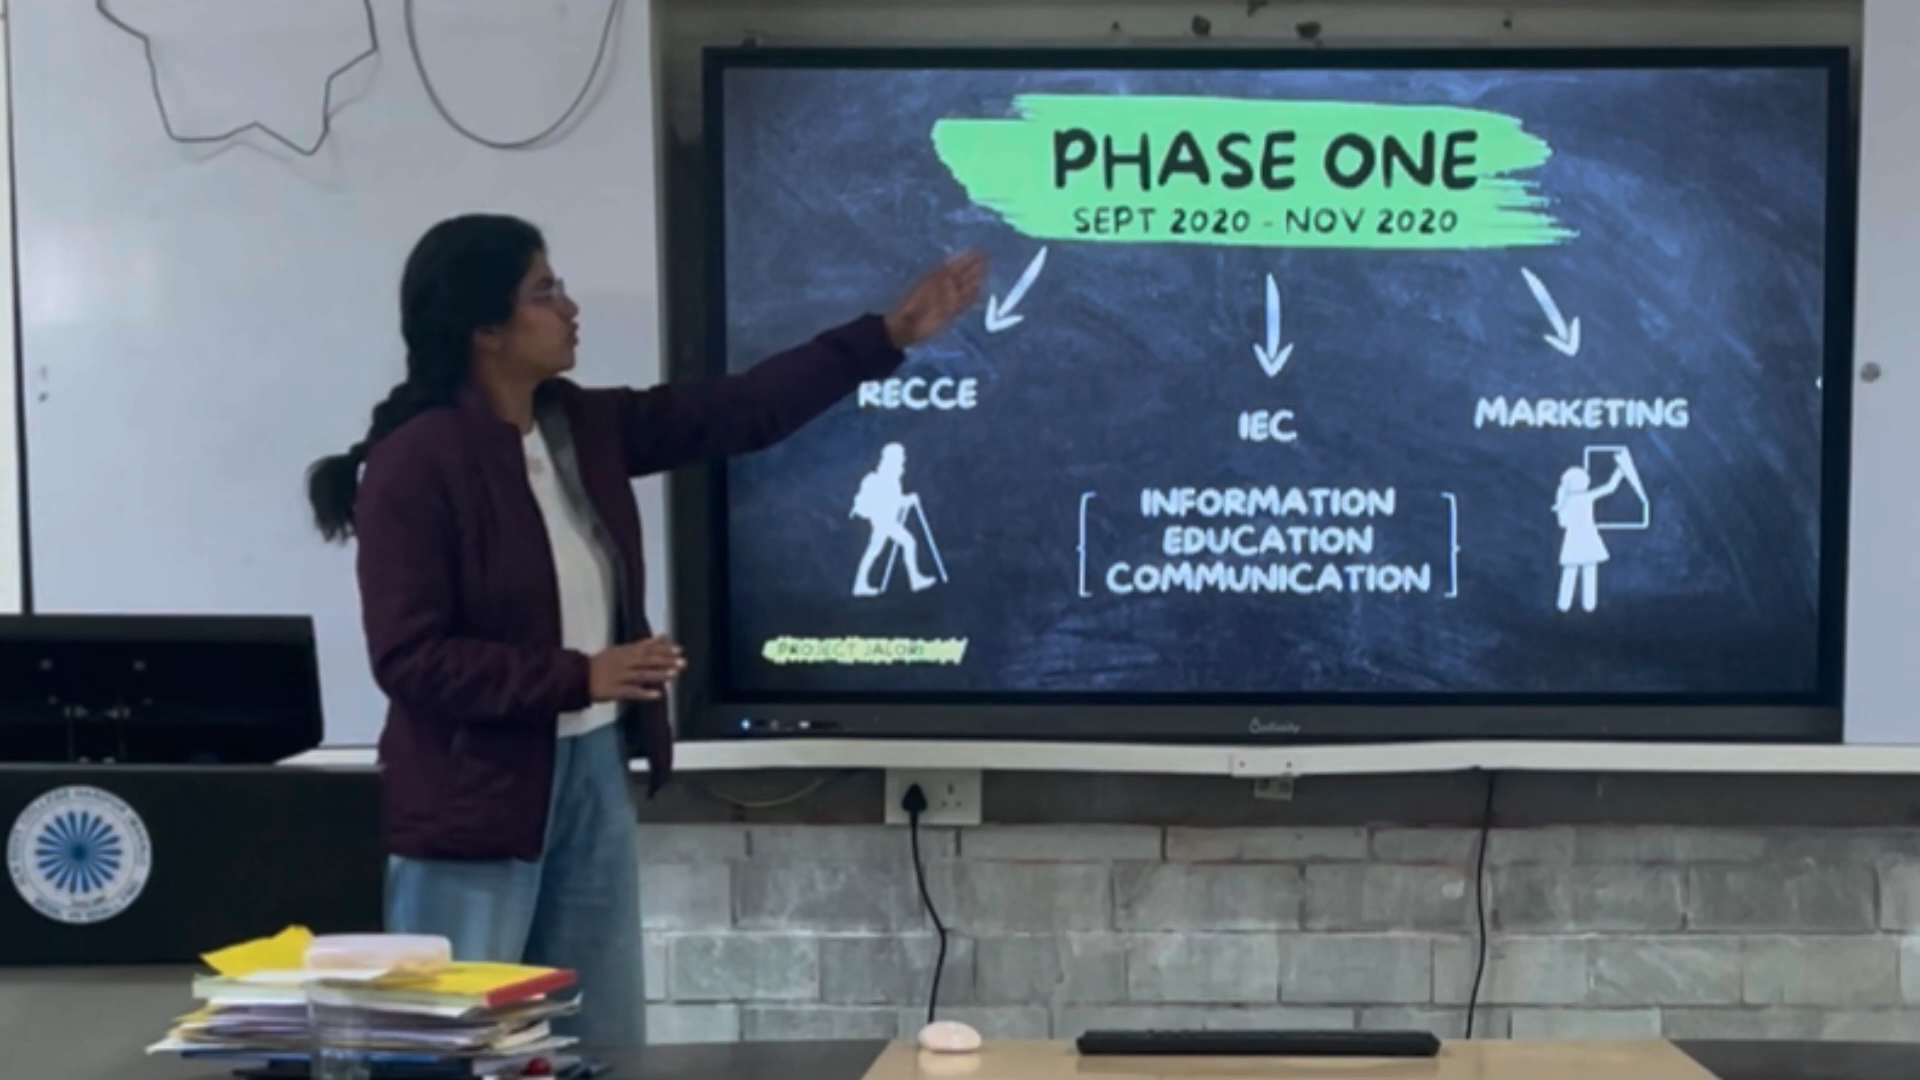 PHASE ONE
SEPT 2020 - NOV 2020
RECCE
IEC
MARKETING
INFORMATION
EDUCATION
COMMUNICATION
PROJECT JALORI